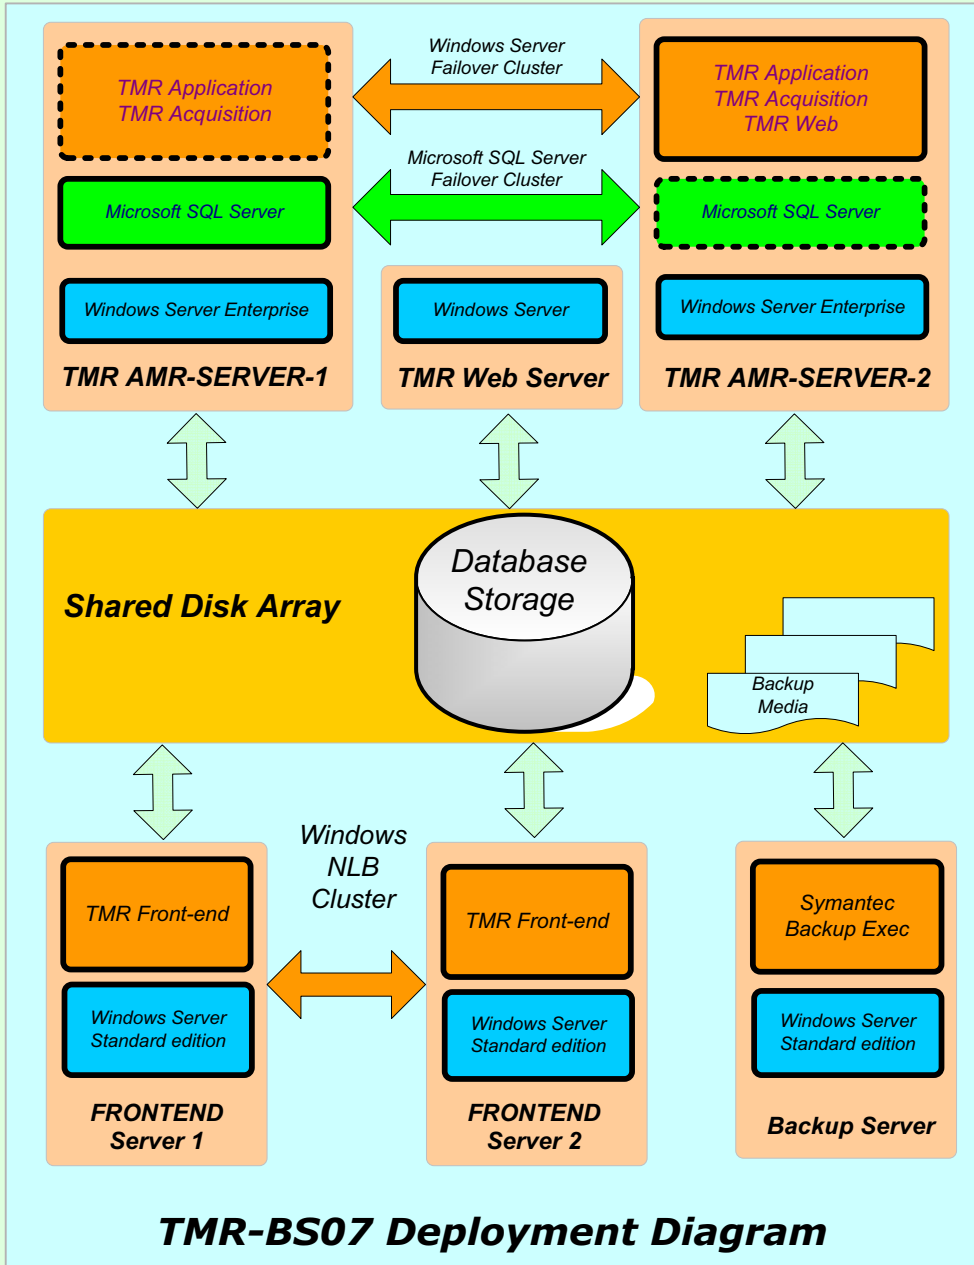 TMR Application
TMR Acquisition
Microsoft SQL Server
Windows Server Enterprise
TMR AMR-SERVER-1
Windows Server
Failover Cluster
Microsoft SQL Server
Failover Cluster
Windows Server
TMR Web Server
TMR Application
TMR Acquisition
TMR Web
Microsoft SQL Server
Windows Server Enterprise
TMR AMR-SERVER-2
Shared Disk Array
Database
Storage
Backup
Media
TMR Front-end
Windows Server
Standard edition
FRONTEND
Server 1
Windows
NLB
Cluster
TMR Front-end
Windows Server
Standard edition
FRONTEND
Server 2
Symantec
Backup Exec
Windows Server
Standard edition
Backup Server
TMR-BS07 Deployment Diagram